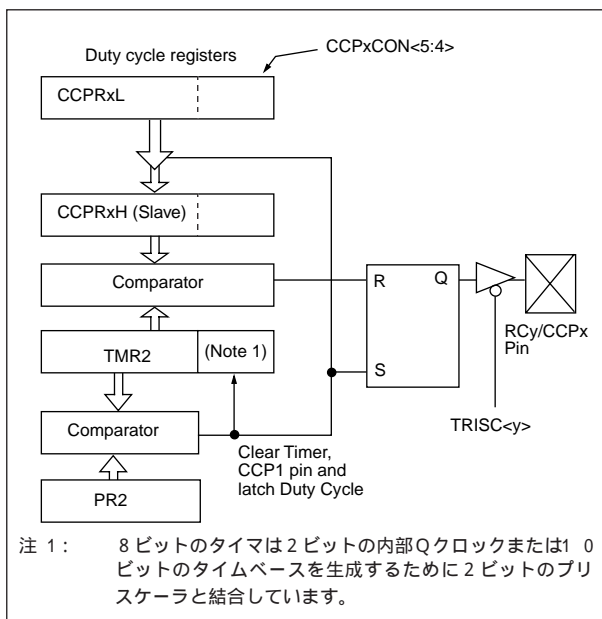 Duty cycle registers
CCPxCON<5:4>
CCPRxL
CCPRxH (Slave)
Comparator
TMR2
(Note 1)
Comparator
PR2
R
Q
S
RCy/CCPx
Pin
TRISC<y>
Clear Timer,
CCP1 pin and
latch Duty Cycle
注 1： 8ビットのタイマは2ビットの内部Qクロックまたは1 0
ビットのタイムベースを生成するために2ビットのプリ
スケーラと結合しています。